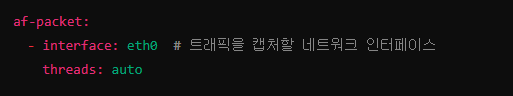 af-packet:
  - interface: eth0  # 트래픽을 캡처할 네트워크 인터페이스
    threads: auto